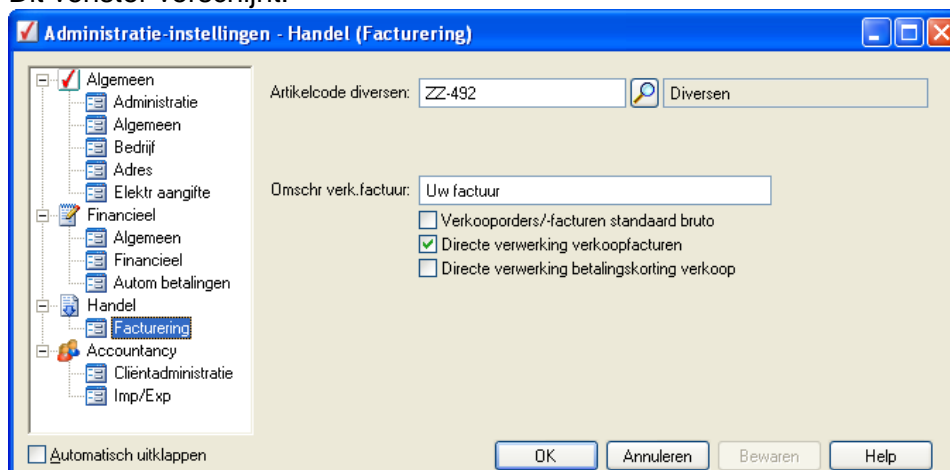 Dit venster verschijnt:
Administratie-instellingen - Handel (Facturering)
Algemeen
Administratie
Algemeen
Bedrijf
Adres
Elektr aangifte
Financieel
Algemeen
Financieel
Autom betalingen
Handel
Facturering
Accountancy
Cliëntadministratie
Imp/Exp
Automatisch uitklappen
Artikelcode diversen: ZZ-492 Diversen
Omschr verk.factuur: Uw factuur
Verkooporders/-facturen standaard bruto
Directe verwerking verkoopfacturen
Directe verwerking betalingskorting verkoop
OK Annuleren Bewaren Help